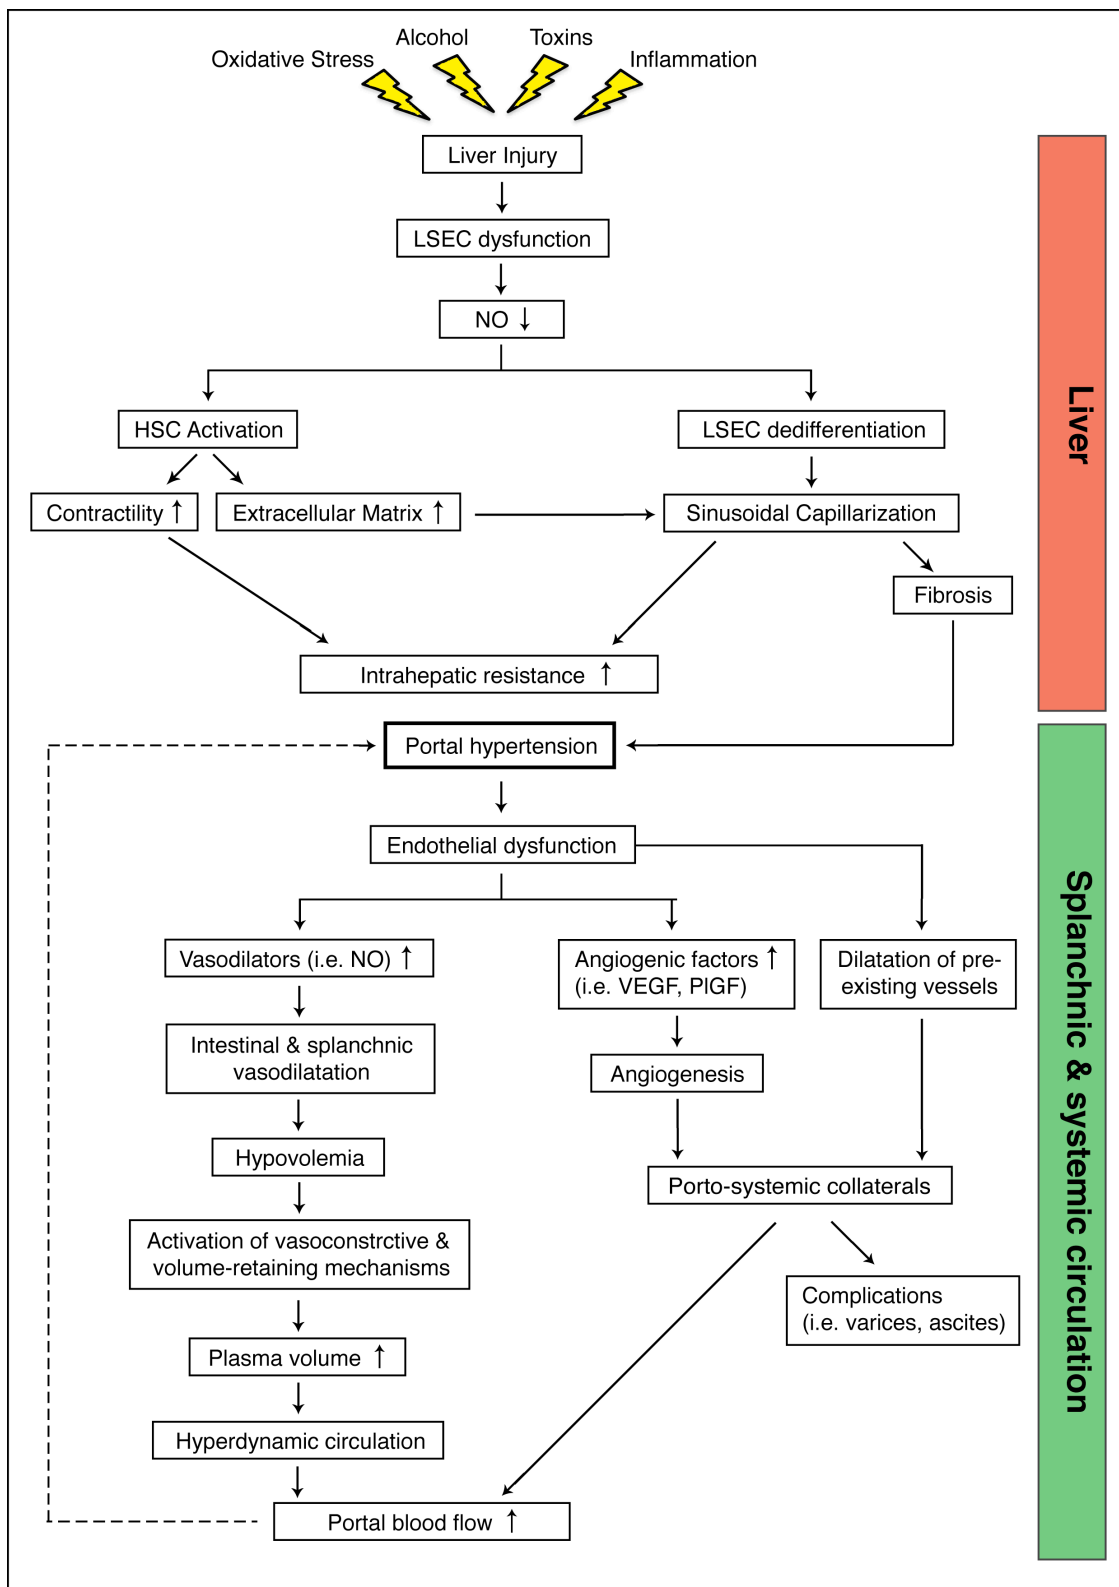 Oxidative Stress
Alcohol
Toxins
Inflammation
Liver Injury
LSEC dysfunction
NO ↓
HSC Activation
LSEC dedifferentiation
Contractility ↑
Extracellular Matrix ↑
Sinusoidal Capillarization
Fibrosis
Intrahepatic resistance ↑
Liver
Portal hypertension
Endothelial dysfunction
Vasodilators (i.e. NO) ↑
Angiogenic factors ↑
(i.e. VEGF, PlGF)
Dilatation of pre-
existing vessels
Intestinal & splanchnic
vasodilatation
Angiogenesis
Hypovolemia
Porto-systemic collaterals
Activation of vasoconstrctive &
volume-retaining mechanisms
Complications
(i.e. varices, ascites)
Plasma volume ↑
Hyperdynamic circulation
Portal blood flow ↑
Splanchnic & systemic circulation